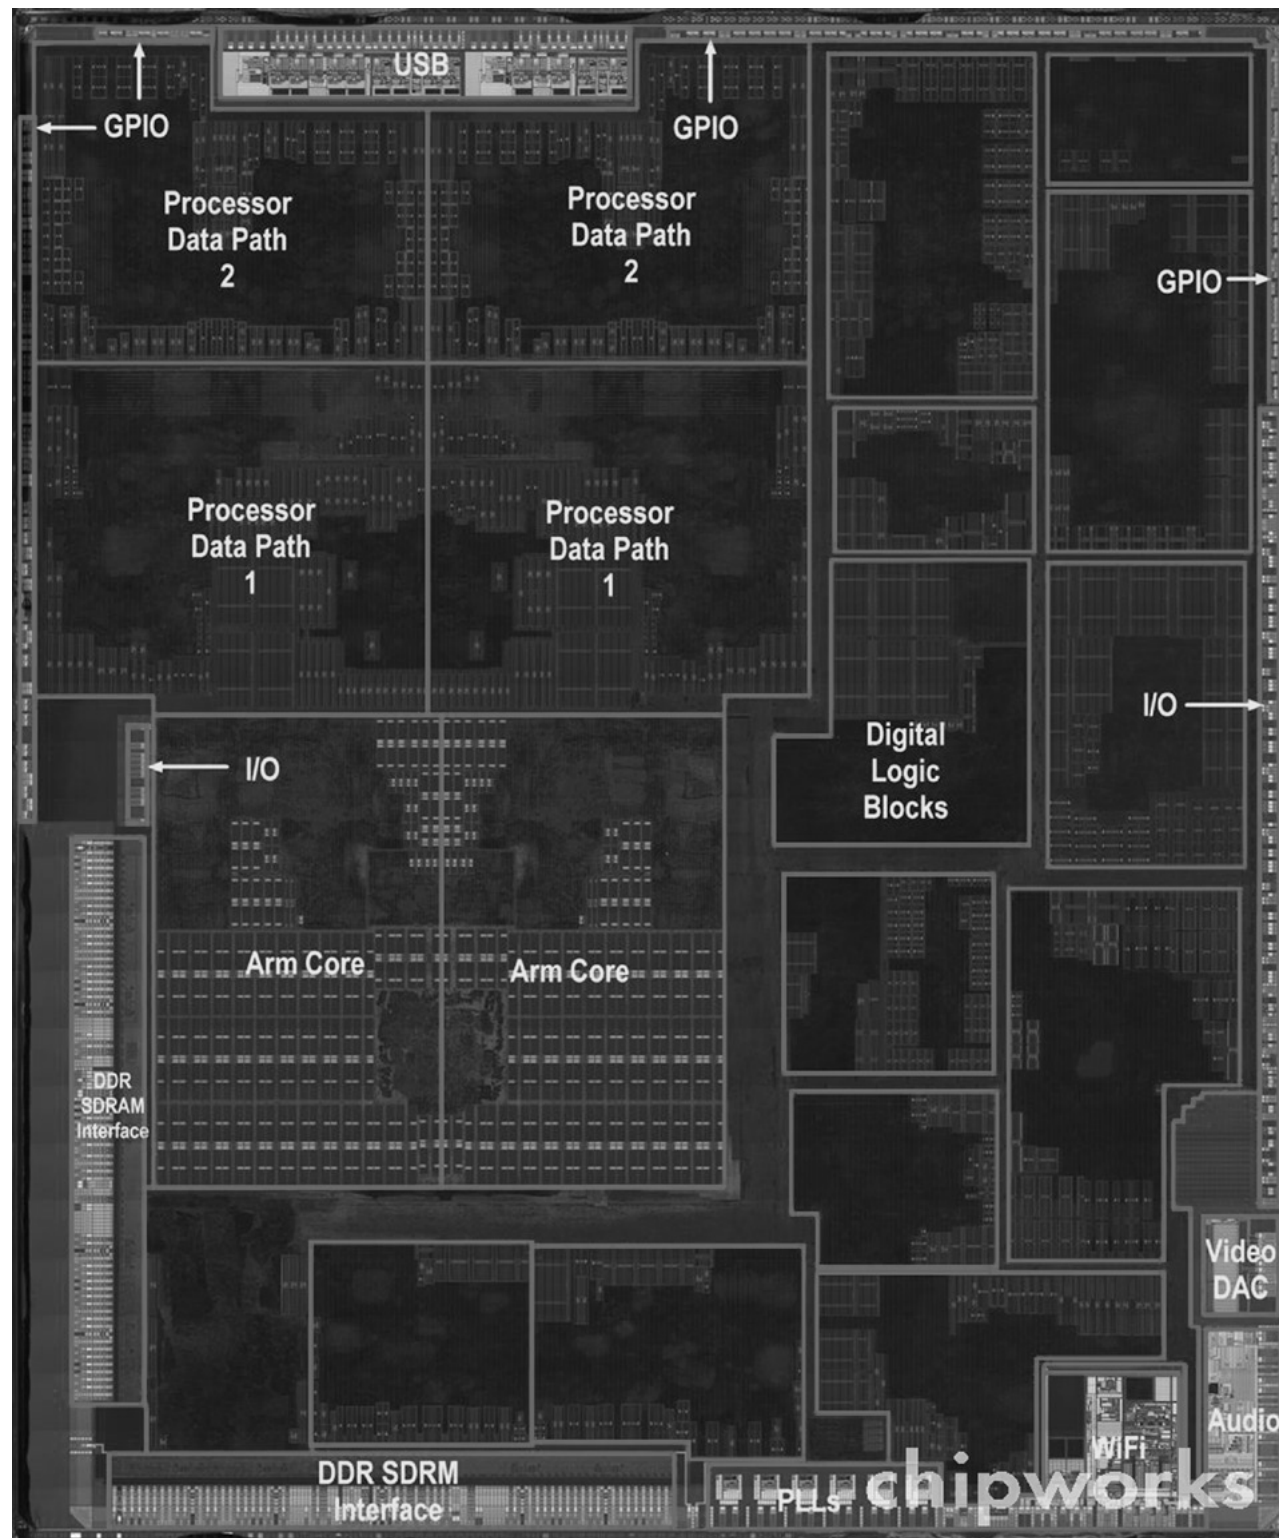 USB
GPIO
GPIO
Processor
Data Path
2
Processor
Data Path
2
GPIO
Processor
Data Path
1
Processor
Data Path
1
I/O
Digital
Logic
Blocks
I/O
Arm Core
Arm Core
DDR
SDRAM
Interface
Video
DAC
Audio
WiFi
DDR SDRM
Interface
PLLs
chipworks